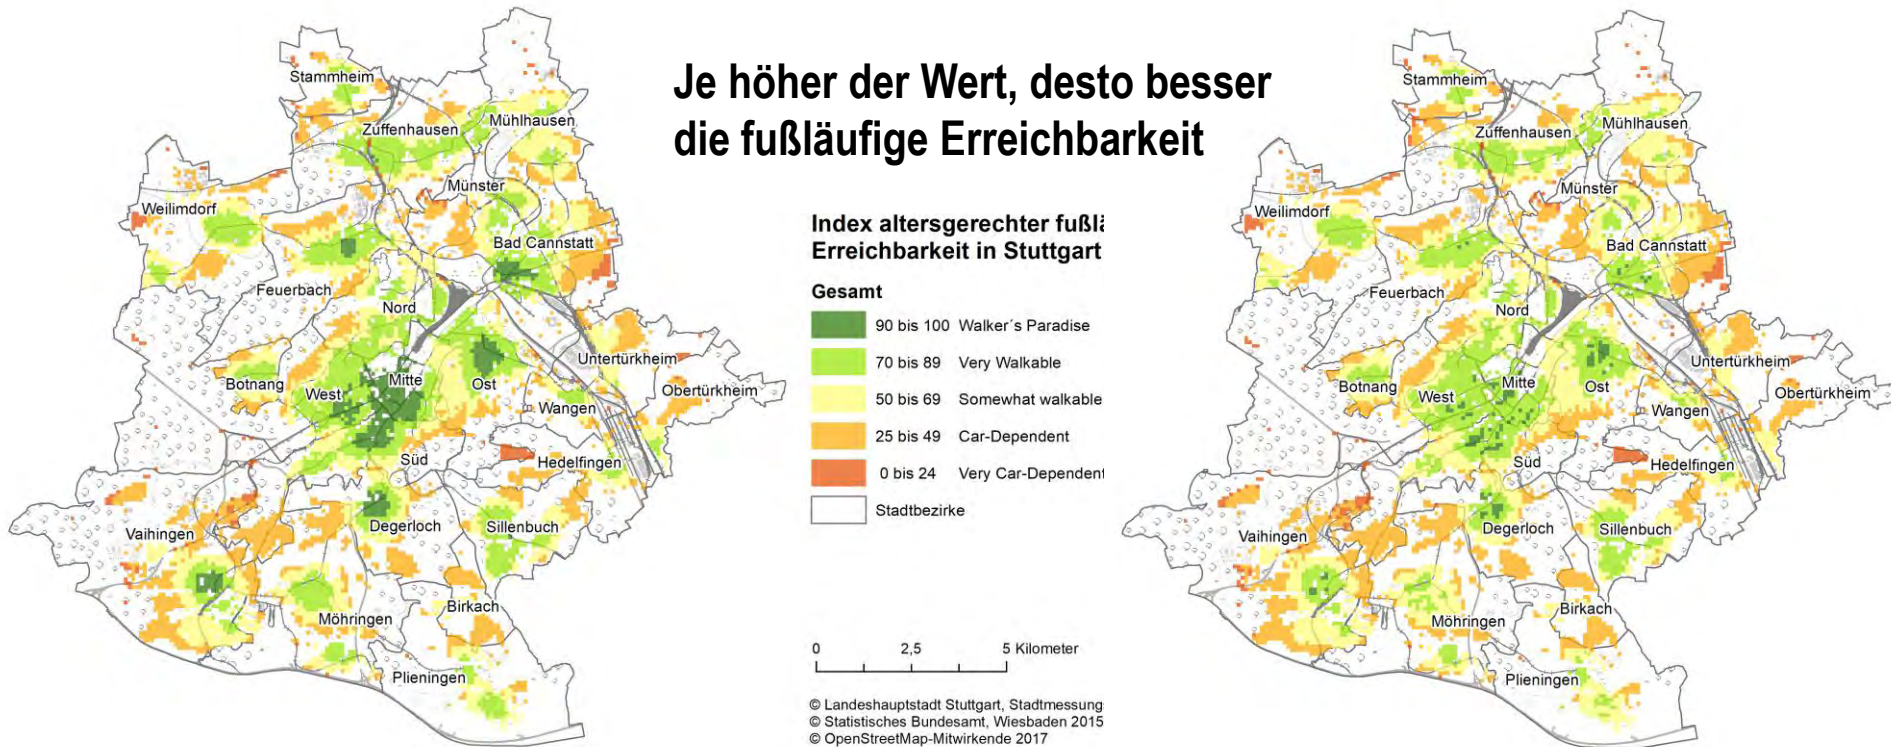 Je höher der Wert, desto besser
die fußläufige Erreichbarkeit
Stammheim
Zuffenhausen
Mühlhausen
Münster
Weilimdorf
Bad Cannstatt
Feuerbach
Nord
Untertürkheim
Botnang
West
Mitte
Ost
Obertürkheim
Wangen
Süd
Hedelfingen
Vaihingen
Degerloch
Sillenbuch
Birkach
Möhringen
Plieningen
Index altersgerechter fußlä
Erreichbarkeit in Stuttgart
Gesamt
90 bis 100 Walker´s Paradise
70 bis 89 Very Walkable
50 bis 69 Somewhat walkable
25 bis 49 Car-Dependent
0 bis 24 Very Car-Dependent
Stadtbezirke
0 2,5 5 Kilometer
© Landeshauptstadt Stuttgart, Stadtmessung
© Statistisches Bundesamt, Wiesbaden 2015
© OpenStreetMap-Mitwirkende 2017
Stammheim
Zuffenhausen
Mühlhausen
Münster
Weilimdorf
Bad Cannstatt
Feuerbach
Nord
Untertürkheim
Botnang
West
Mitte
Ost
Obertürkheim
Wangen
Süd
Hedelfingen
Vaihingen
Degerloch
Sillenbuch
Birkach
Möhringen
Plieningen